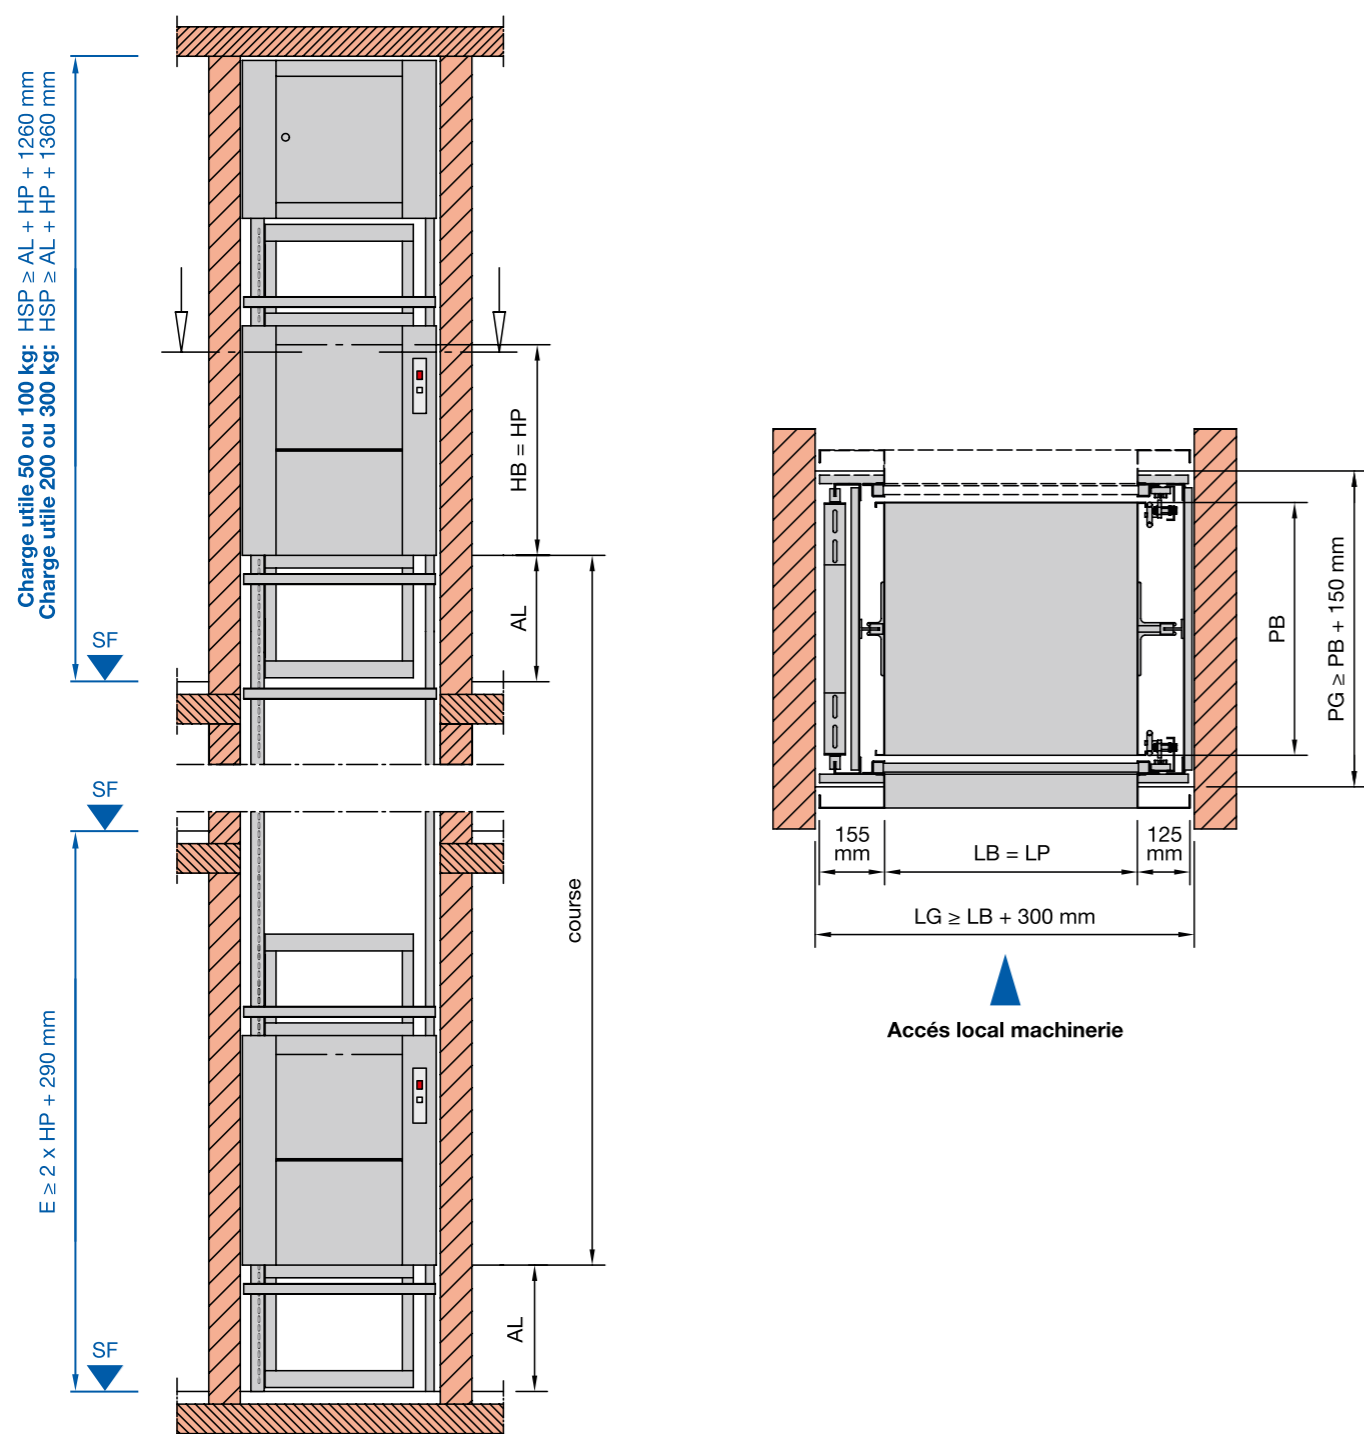 Charge utile 50 ou 100 kg: HSP ≥ AL + HP + 1260 mm
Charge utile 200 ou 300 kg: HSP ≥ AL + HP + 1360 mm
HB = HP
AL
SF
SF
course
E ≥ 2 x HP + 290 mm
AL
SF
PB
PG ≥ PB + 150 mm
155 mm
LB = LP
125 mm
LG ≥ LB + 300 mm
Accés local machinerie